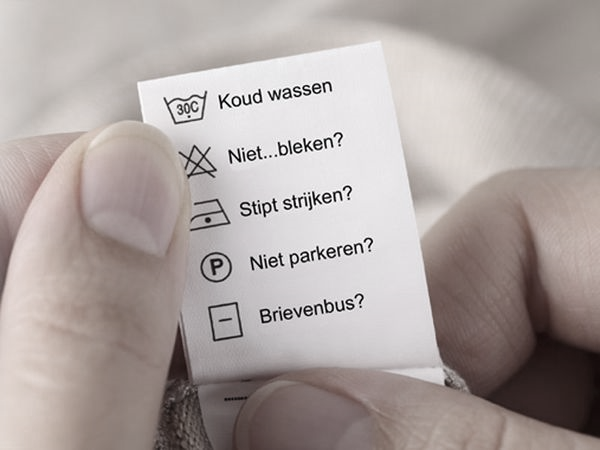 30C Koud wassen
Niet...bleken?
Stipt strijken?
P Niet parkeren?
Brievenbus?